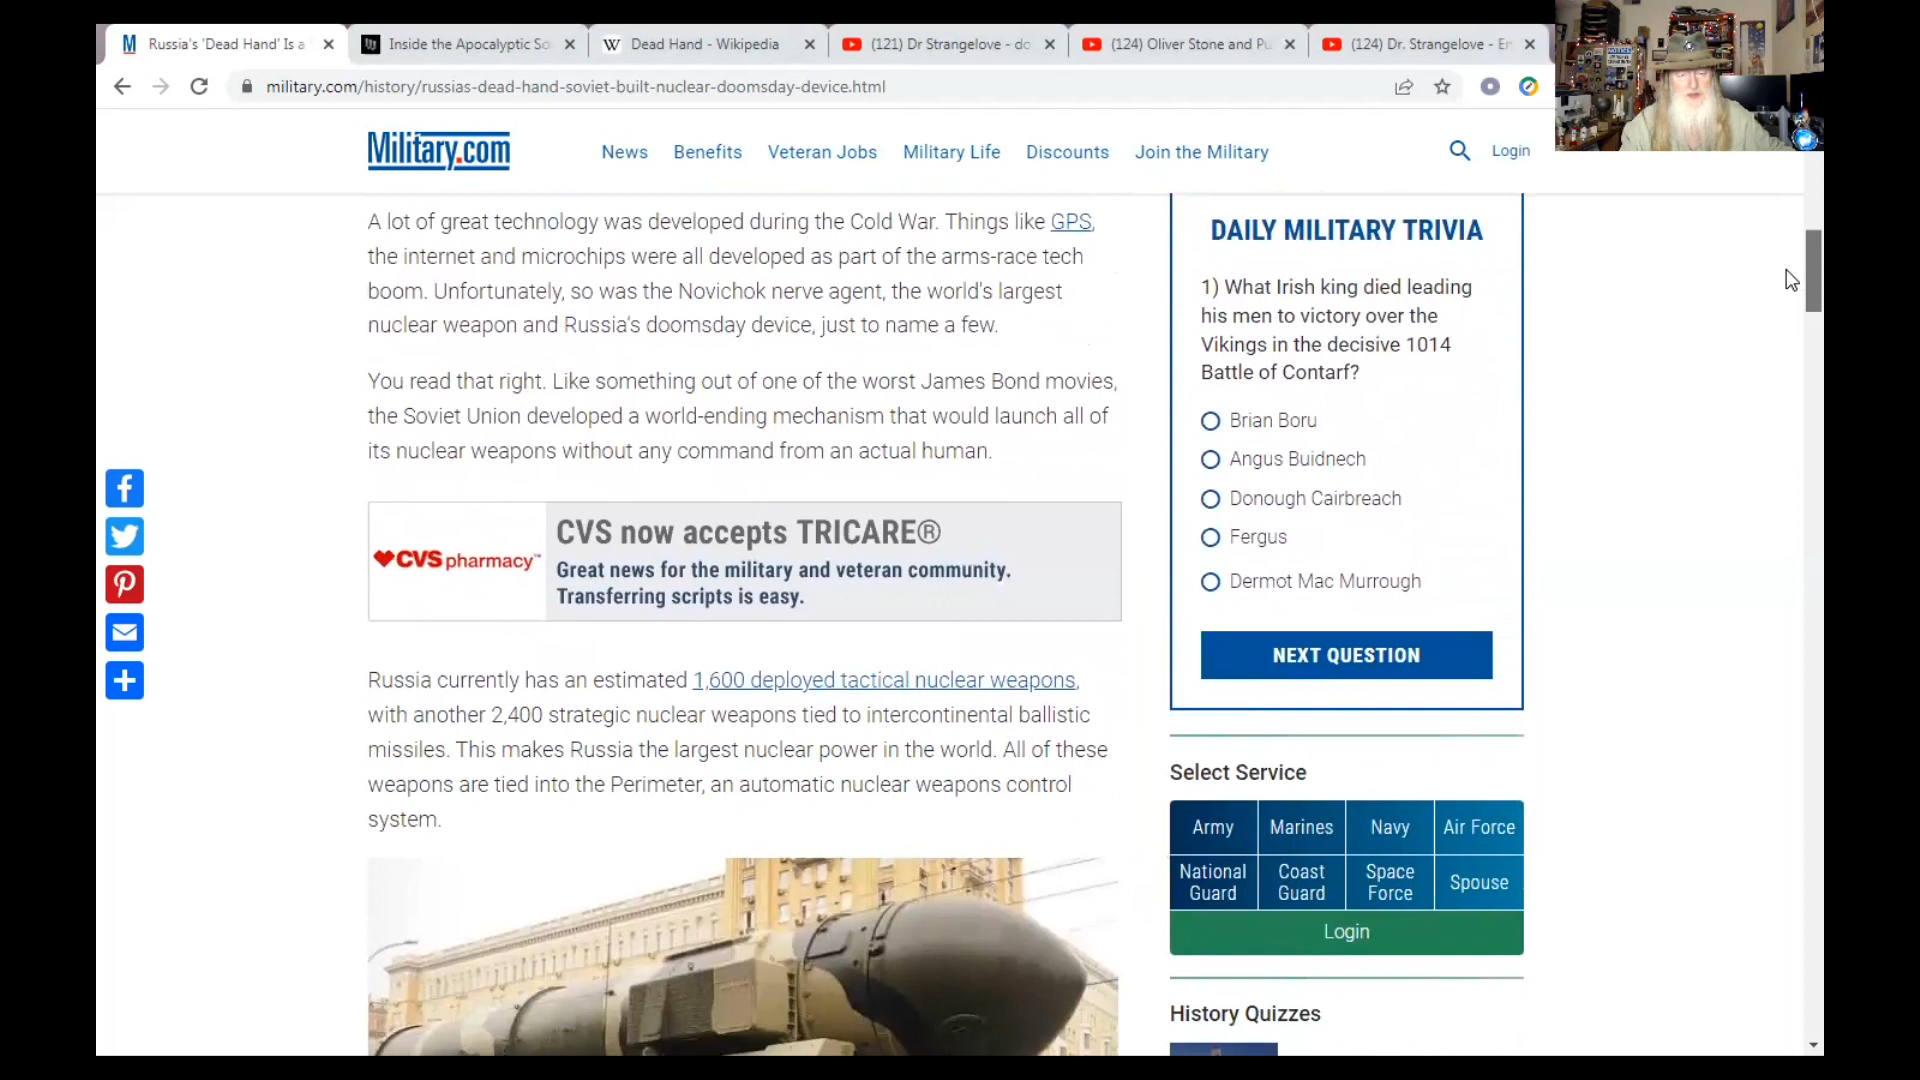 Russia's 'Dead Hand' Is a
Inside the Apocalyptic So
Dead Hand - Wikipedia
(121) Dr Strangelove - do
(124) Oliver Stone and Pu
(124) Dr. Strangelove - En
military.com/history/russias-dead-hand-soviet-built-nuclear-doomsday-device.html
Military.com
News
Benefits
Veteran Jobs
Military Life
Discounts
Join the Military
Login
A lot of great technology was developed during the Cold War. Things like GPS,
the internet and microchips were all developed as part of the arms-race tech
boom. Unfortunately, so was the Novichok nerve agent, the world's largest
nuclear weapon and Russia's doomsday device, just to name a few.
You read that right. Like something out of one of the worst James Bond movies,
the Soviet Union developed a world-ending mechanism that would launch all of
its nuclear weapons without any command from an actual human.
CVS pharmacy™
CVS now accepts TRICARE®
Great news for the military and veteran community.
Transferring scripts is easy.
Russia currently has an estimated 1,600 deployed tactical nuclear weapons,
with another 2,400 strategic nuclear weapons tied to intercontinental ballistic
missiles. This makes Russia the largest nuclear power in the world. All of these
weapons are tied into the Perimeter, an automatic nuclear weapons control
system.
DAILY MILITARY TRIVIA
1) What Irish king died leading
his men to victory over the
Vikings in the decisive 1014
Battle of Contarf?
Brian Boru
Angus Buidnech
Donough Cairbreach
Fergus
Dermot Mac Murrough
NEXT QUESTION
Select Service
Army
Marines
Navy
Air Force
National
Guard
Coast
Guard
Space
Force
Spouse
Login
History Quizzes